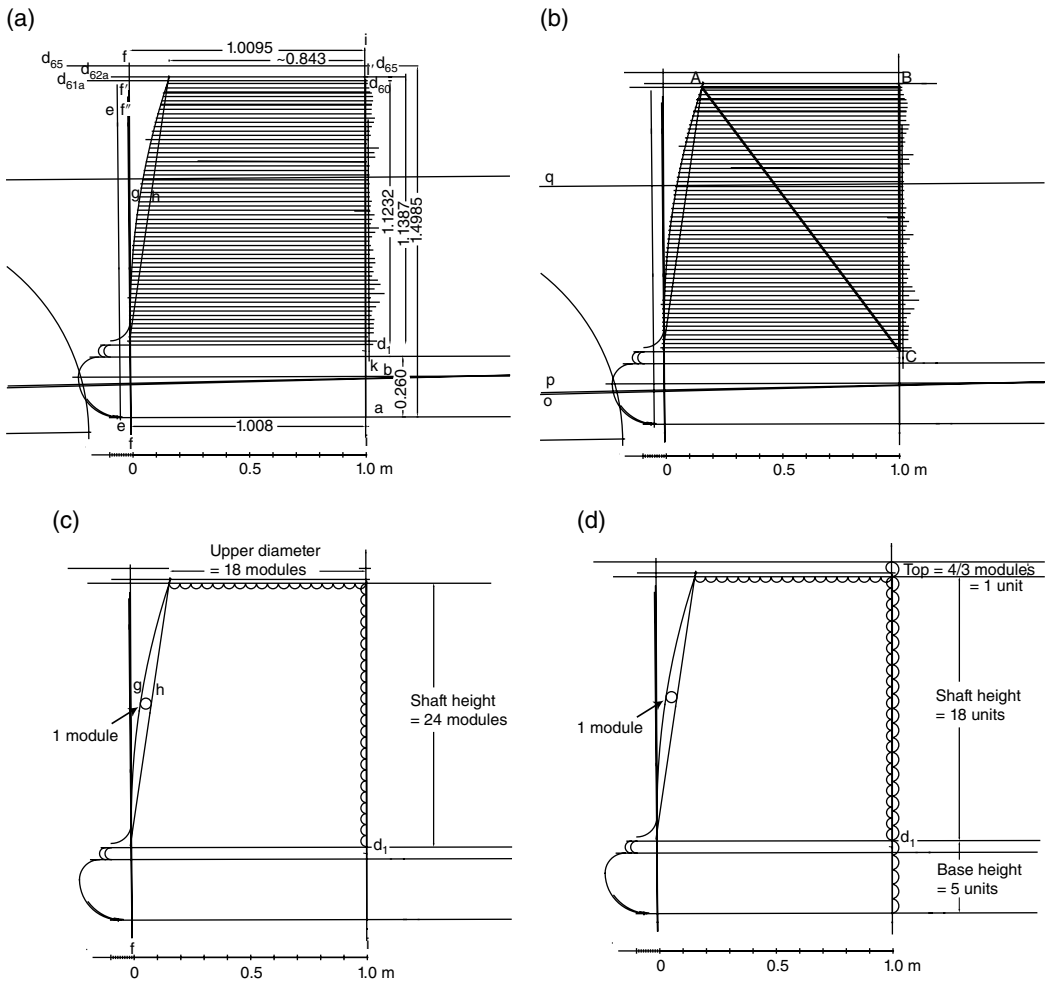 (a)
i
f
1.0095
d65
~0.843
d65
d62a
i'
d61a
f'
d60
e
f"
g
h
1.1232
1.1387
1.4985
d1
k
b
~0.260
a
e
1.008
f
i
0
0.5
1.0 m
(b)
A
B
q
C
p
o
0
0.5
1.0 m
(c)
Upper diameter
= 18 modules
g
h
1 module
Shaft height
= 24 modules
d1
f
i
0
0.5
1.0 m
(d)
Top = 4/3 modules
= 1 unit
g
h
1 module
Shaft height
= 18 units
d1
Base height
= 5 units
0
0.5
1.0 m